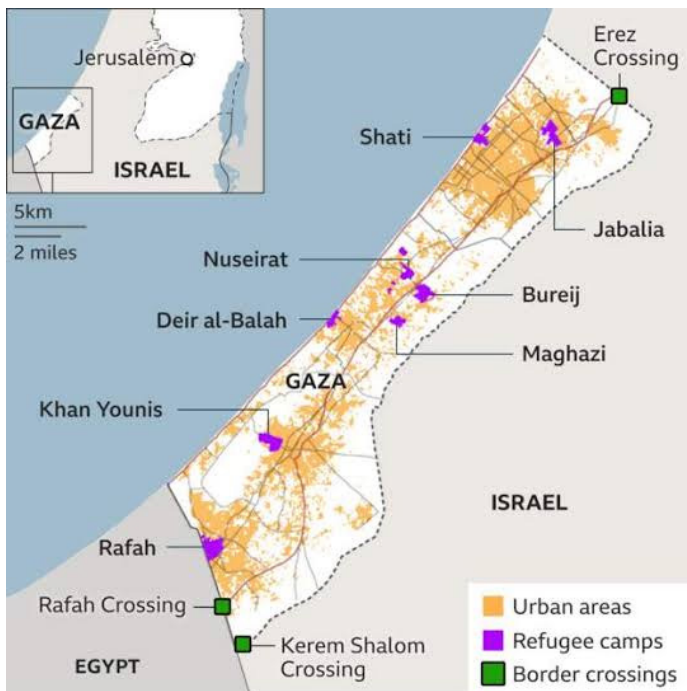 Jerusalem
GAZA
ISRAEL
5km
2 miles
Erez
Crossing
Shati
Jabalia
Nuseirat
Bureij
Deir al-Balah
Maghazi
GAZA
Khan Younis
ISRAEL
Rafah
Rafah Crossing
Kerem Shalom
Crossing
EGYPT
Urban areas
Refugee camps
Border crossings